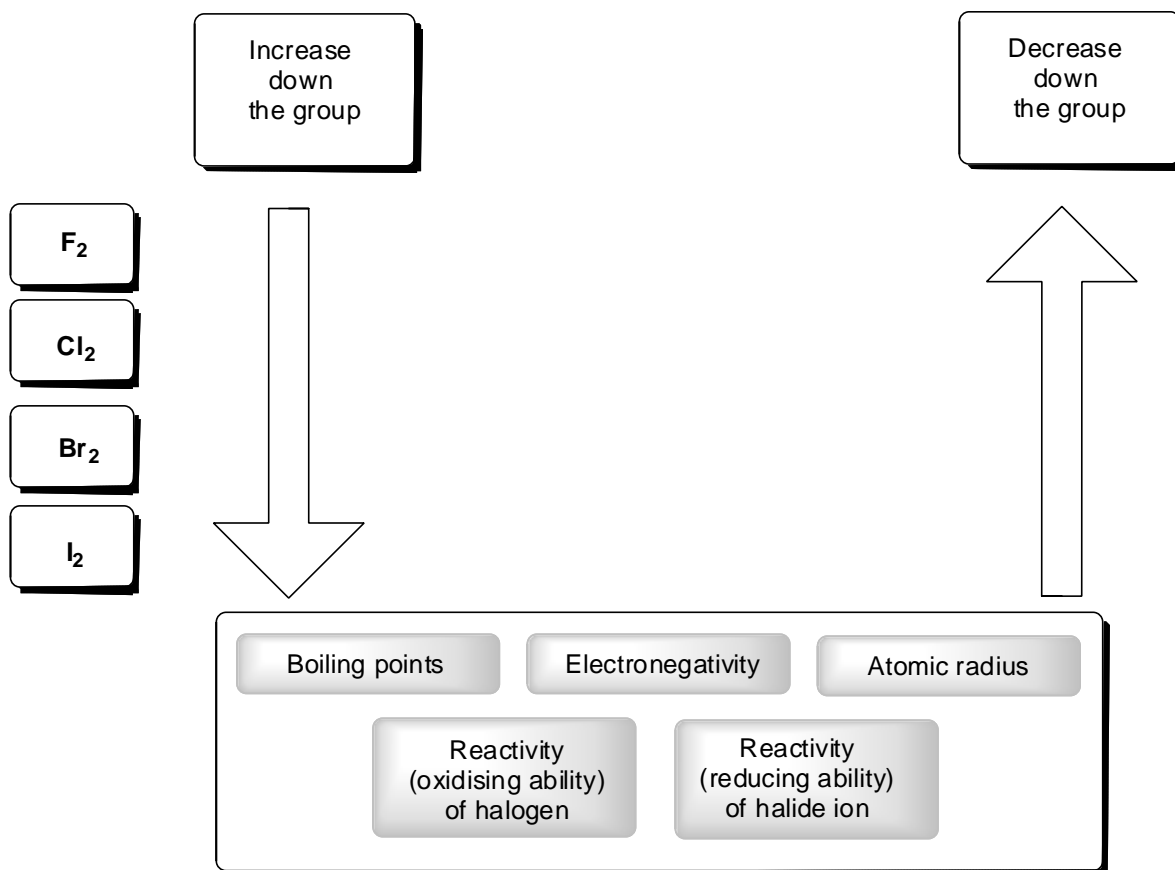 Increase
down
the group
Decrease
down
the group
F2
Cl2
Br2
I2
Boiling points
Electronegativity
Atomic radius
Reactivity
(oxidising ability)
of halogen
Reactivity
(reducing ability)
of halide ion